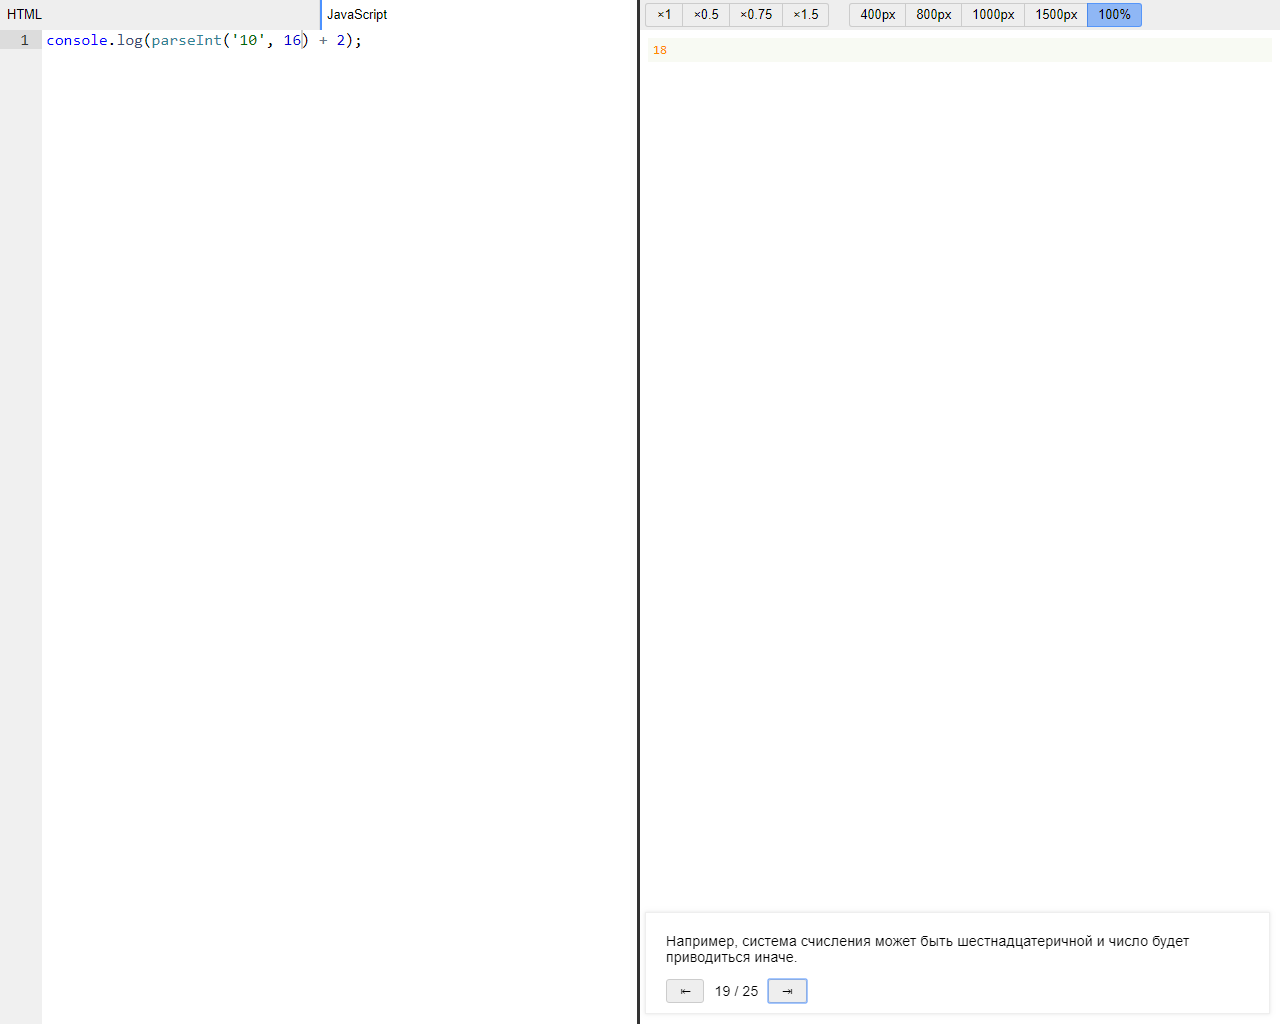 HTML JavaScript ×1 ×0.5 ×0.75 ×1.5 400px 800px 1000px 1500px 100%
1 console.log(parseInt('10', 16) + 2);
18
Например, система счисления может быть шестнадцатеричной и число будет
приводиться иначе.
⇤ 19 / 25 ⇥